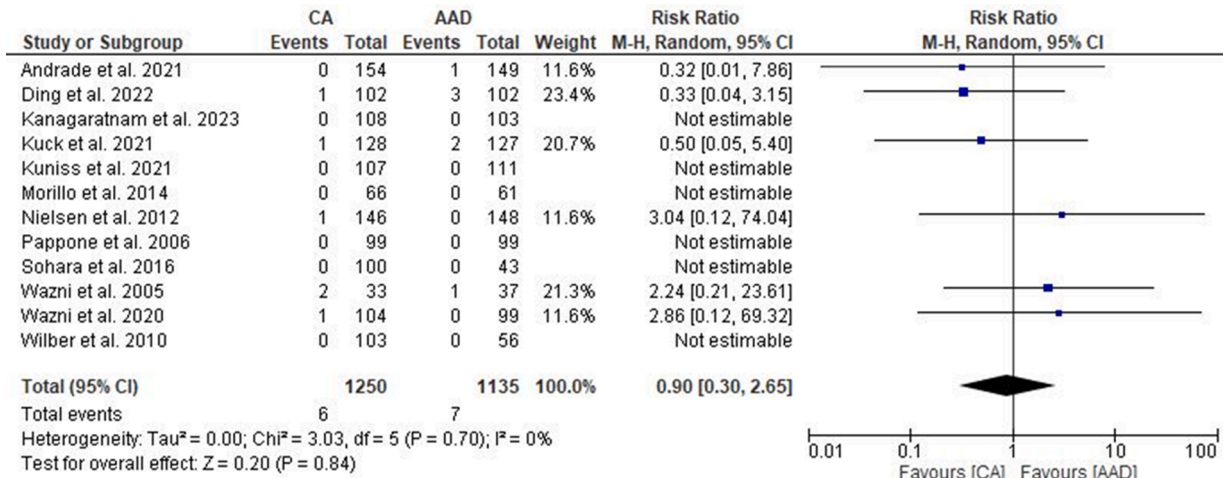 CA AAD Risk Ratio Risk Ratio
Study or Subgroup Events Total Events Total Weight M-H, Random, 95% CI M-H, Random, 95% CI
Andrade et al. 2021 0 154 1 149 11.6% 0.32 [0.01, 7.86]
Ding et al. 2022 1 102 3 102 23.4% 0.33 [0.04, 3.15]
Kanagaratnam et al. 2023 0 108 0 103 Not estimable
Kuck et al. 2021 1 128 2 127 20.7% 0.50 [0.05, 5.40]
Kuniss et al. 2021 0 107 0 111 Not estimable
Morillo et al. 2014 0 66 0 61 Not estimable
Nielsen et al. 2012 1 146 0 148 11.6% 3.04 [0.12, 74.04]
Pappone et al. 2006 0 99 0 99 Not estimable
Sohara et al. 2016 0 100 0 43 Not estimable
Wazni et al. 2005 2 33 1 37 21.3% 2.24 [0.21, 23.61]
Wazni et al. 2020 1 104 0 99 11.6% 2.86 [0.12, 69.32]
Wilber et al. 2010 0 103 0 56 Not estimable
Total (95% CI) 1250 1135 100.0% 0.90 [0.30, 2.65]
Total events 6 7
Heterogeneity: Tau² = 0.00; Chi² = 3.03, df = 5 (P = 0.70); I² = 0%
Test for overall effect: Z = 0.20 (P = 0.84)
0.01 0.1 1 10 100
Favours [CA] Favours [AAD]